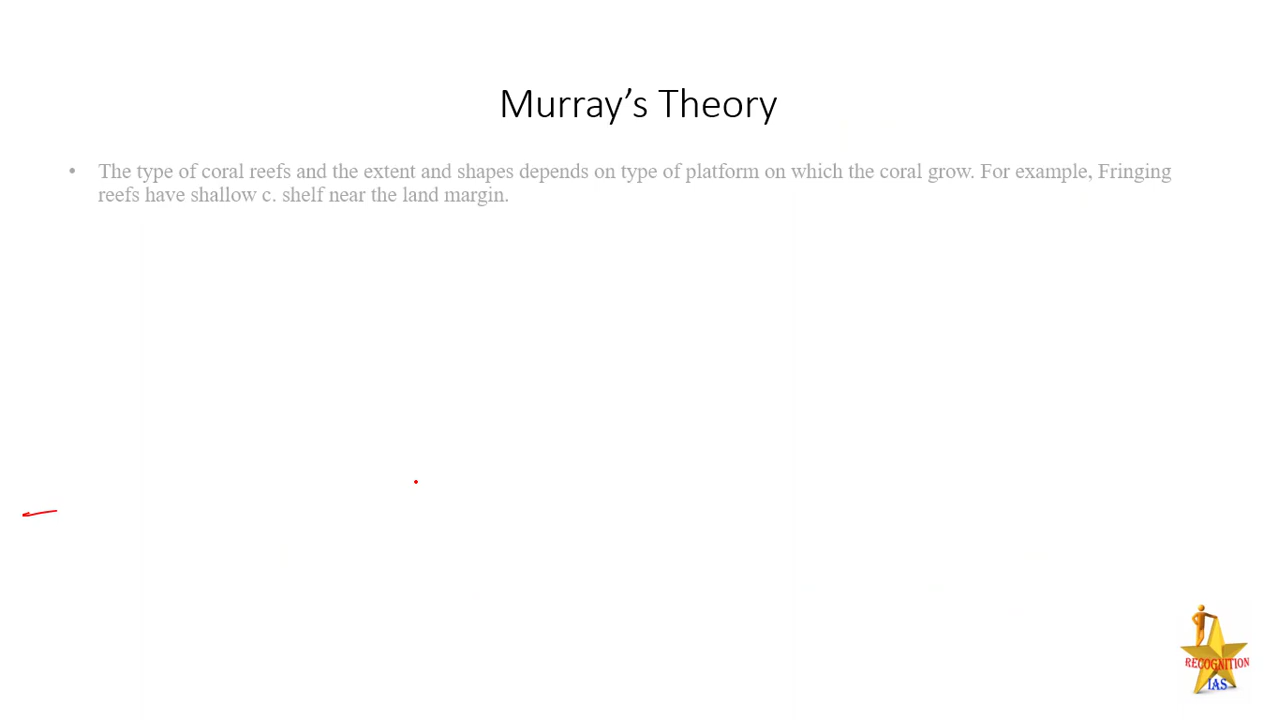 Murray’s Theory
• The type of coral reefs and the extent and shapes depends on type of platform on which the coral grow. For example, Fringing
reefs have shallow c. shelf near the land margin.
RECOGNITION
IAS